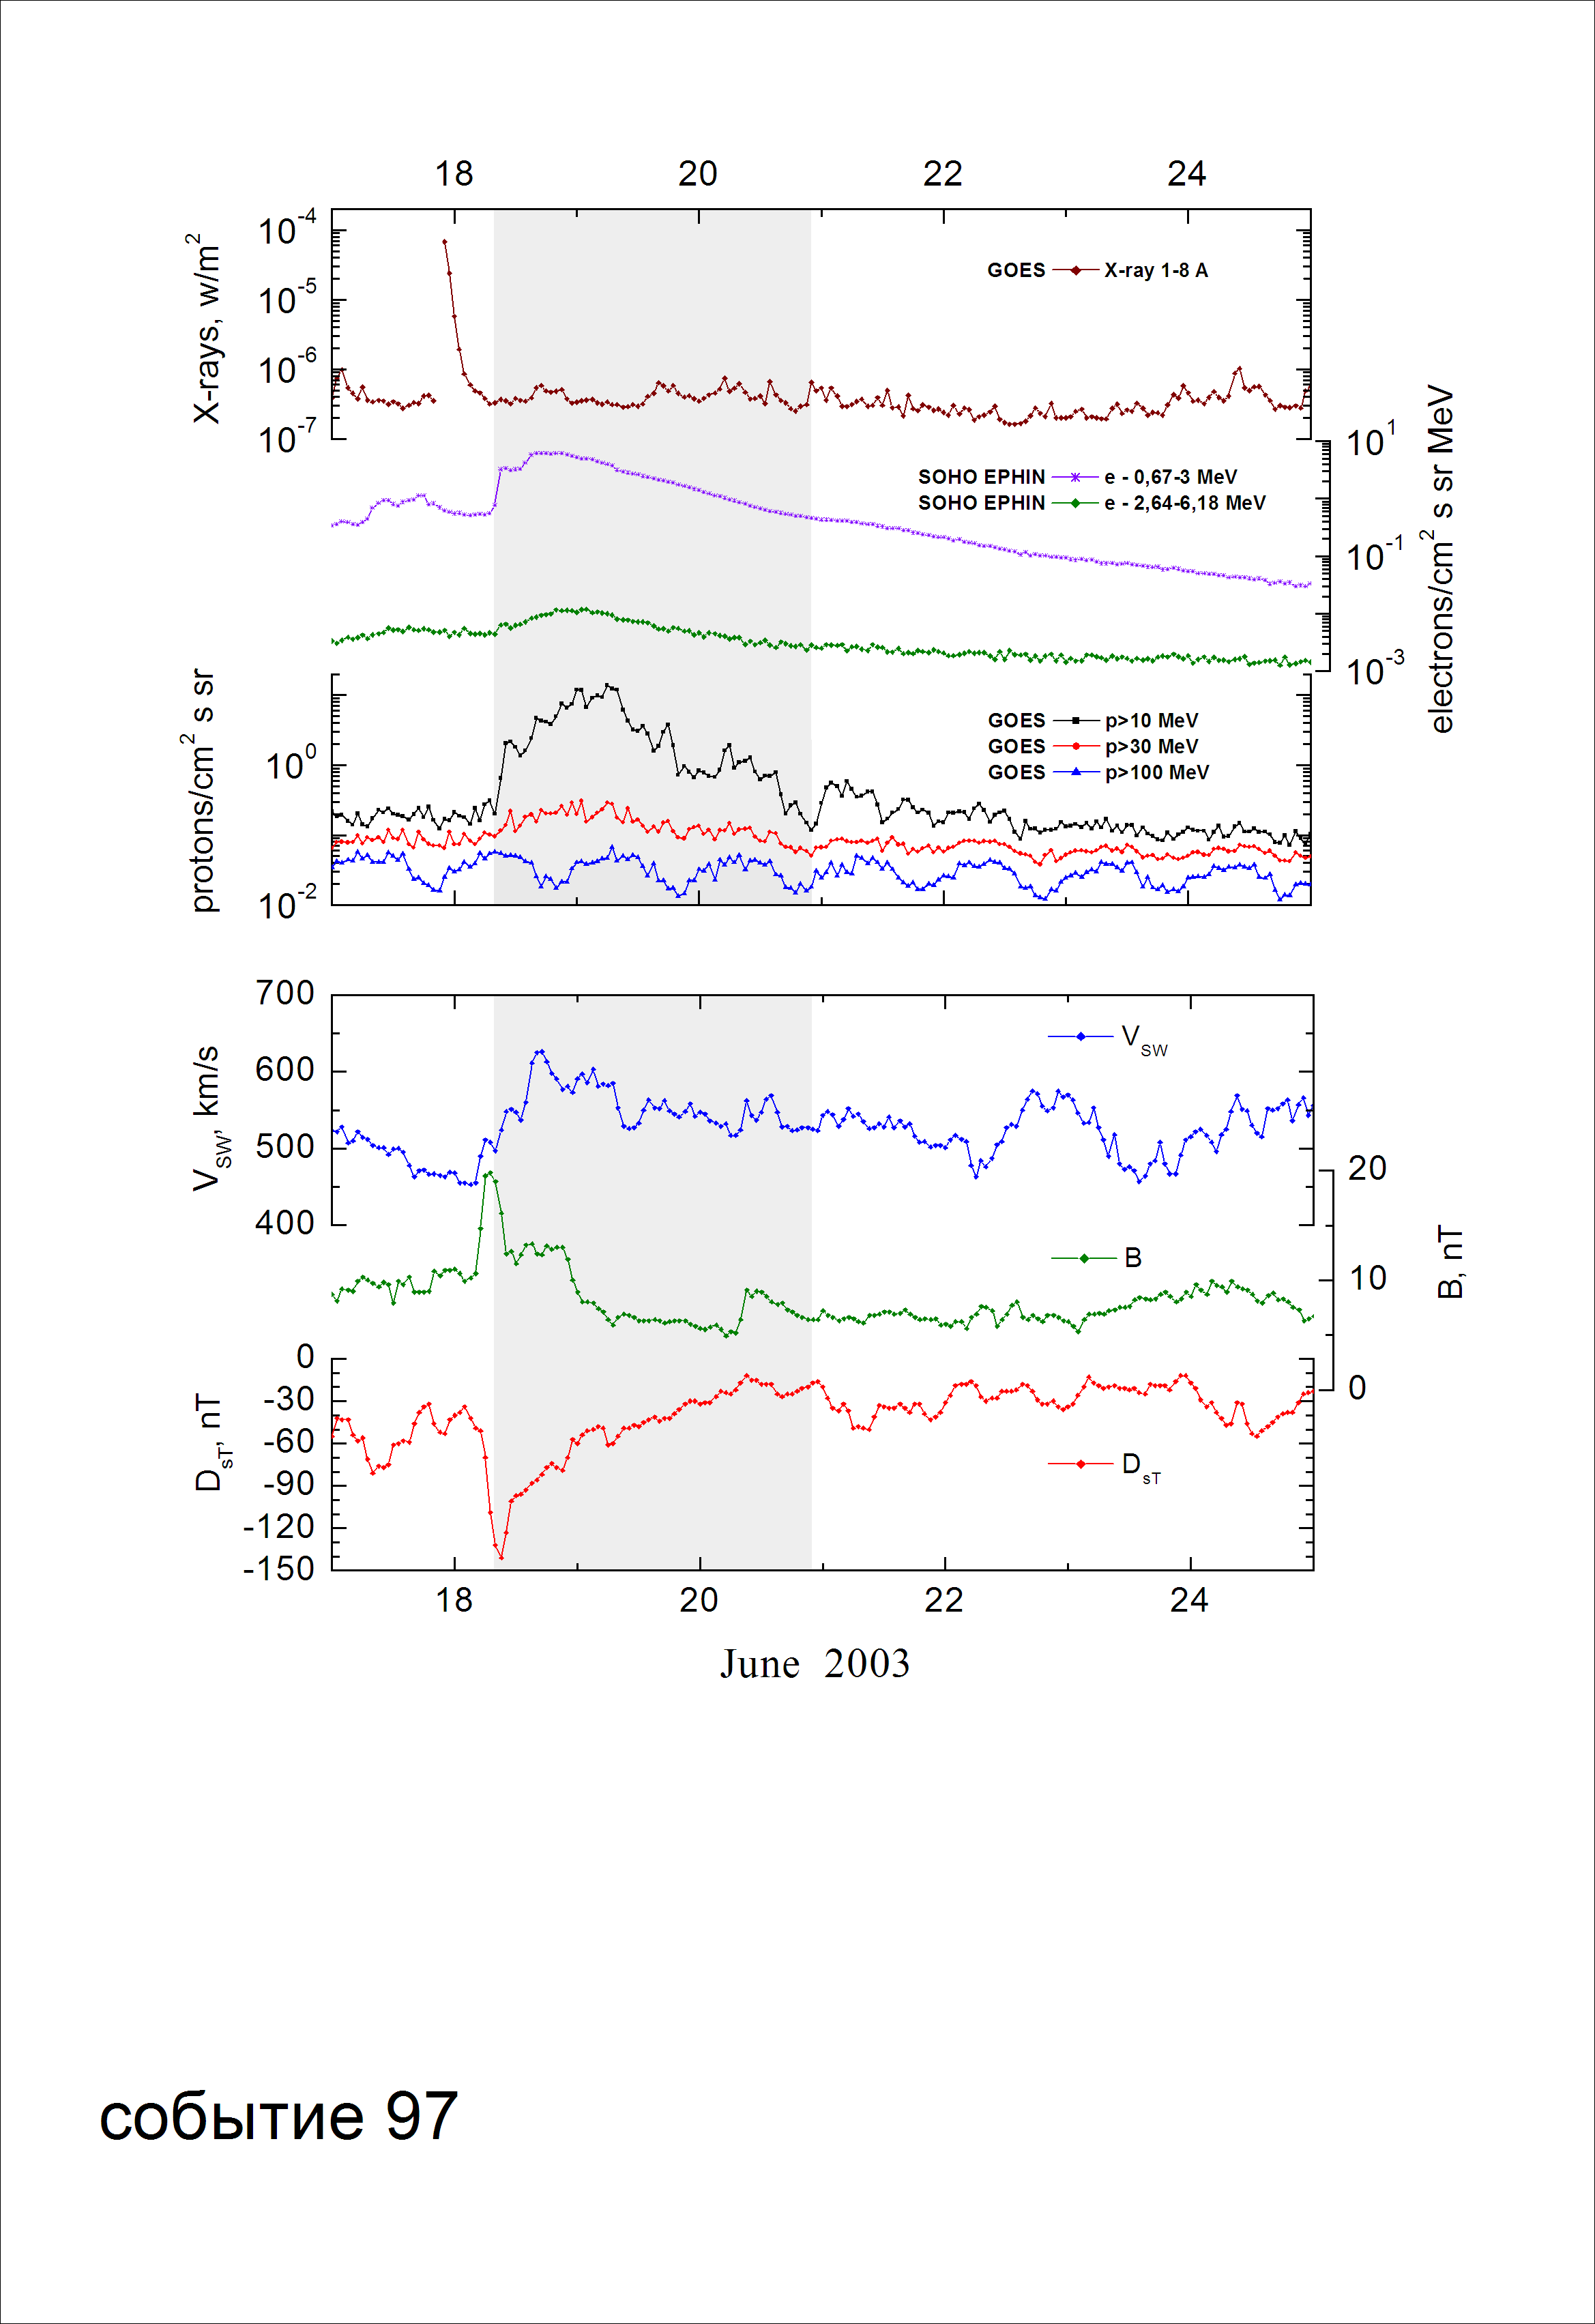 18 20 22 24
X-rays, w/m²
10⁻⁴
10⁻⁵
10⁻⁶
10⁻⁷
GOES X-ray 1-8 A
electrons/cm² s sr MeV
10¹
10⁻¹
10⁻³
SOHO EPHIN e - 0,67-3 MeV
SOHO EPHIN e - 2,64-6,18 MeV
protons/cm² s sr
10⁰
10⁻²
GOES p>10 MeV
GOES p>30 MeV
GOES p>100 MeV
V_SW, km/s
700
600
500
400
V_SW
B, nT
20
10
0
B
D_sT, nT
0
-30
-60
-90
-120
-150
D_sT
18 20 22 24
June 2003
событие 97